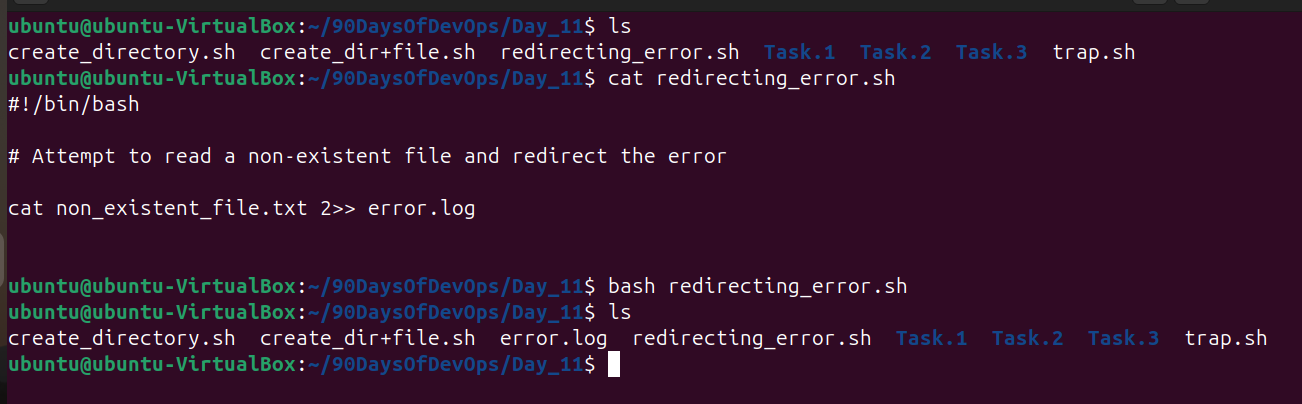 ubuntu@ubuntu-VirtualBox:~/90DaysOfDevOps/Day_11$ ls
create_directory.sh  create_dir+file.sh  redirecting_error.sh  Task.1  Task.2  Task.3  trap.sh
ubuntu@ubuntu-VirtualBox:~/90DaysOfDevOps/Day_11$ cat redirecting_error.sh
#!/bin/bash
# Attempt to read a non-existent file and redirect the error
cat non_existent_file.txt 2>> error.log
ubuntu@ubuntu-VirtualBox:~/90DaysOfDevOps/Day_11$ bash redirecting_error.sh
ubuntu@ubuntu-VirtualBox:~/90DaysOfDevOps/Day_11$ ls
create_directory.sh  create_dir+file.sh  error.log  redirecting_error.sh  Task.1  Task.2  Task.3  trap.sh
ubuntu@ubuntu-VirtualBox:~/90DaysOfDevOps/Day_11$